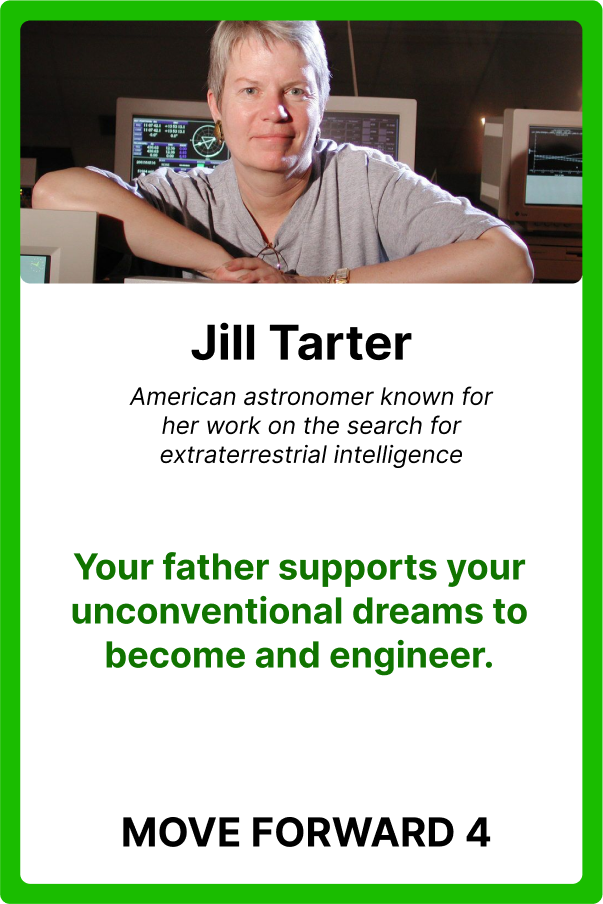 Jill Tarter
American astronomer known for
her work on the search for
extraterrestrial intelligence
Your father supports your
unconventional dreams to
become and engineer.
MOVE FORWARD 4